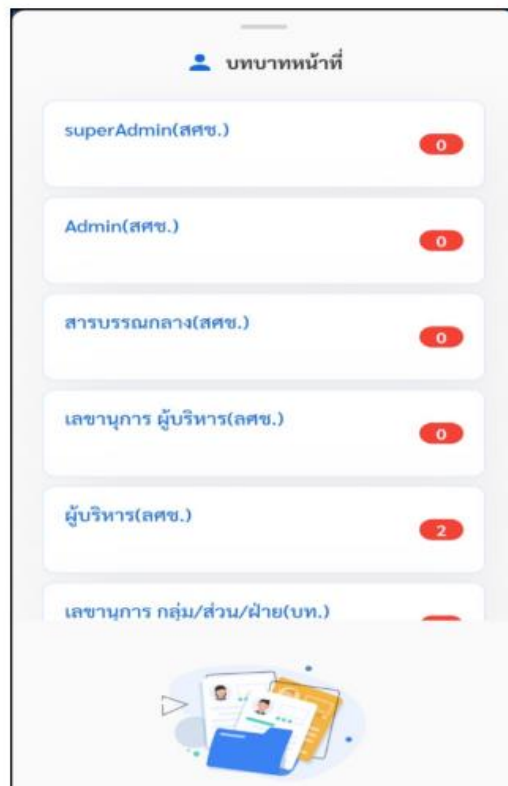 บทบาทหน้าที่
superAdmin(สศช.)
0
Admin(สศช.)
0
สารบรรณกลาง(สศช.)
0
เลขานุการ ผู้บริหาร(ลศช.)
0
ผู้บริหาร(ลศช.)
2
เลขานุการ กลุ่ม/ส่วน/ฝ่าย(บท.)